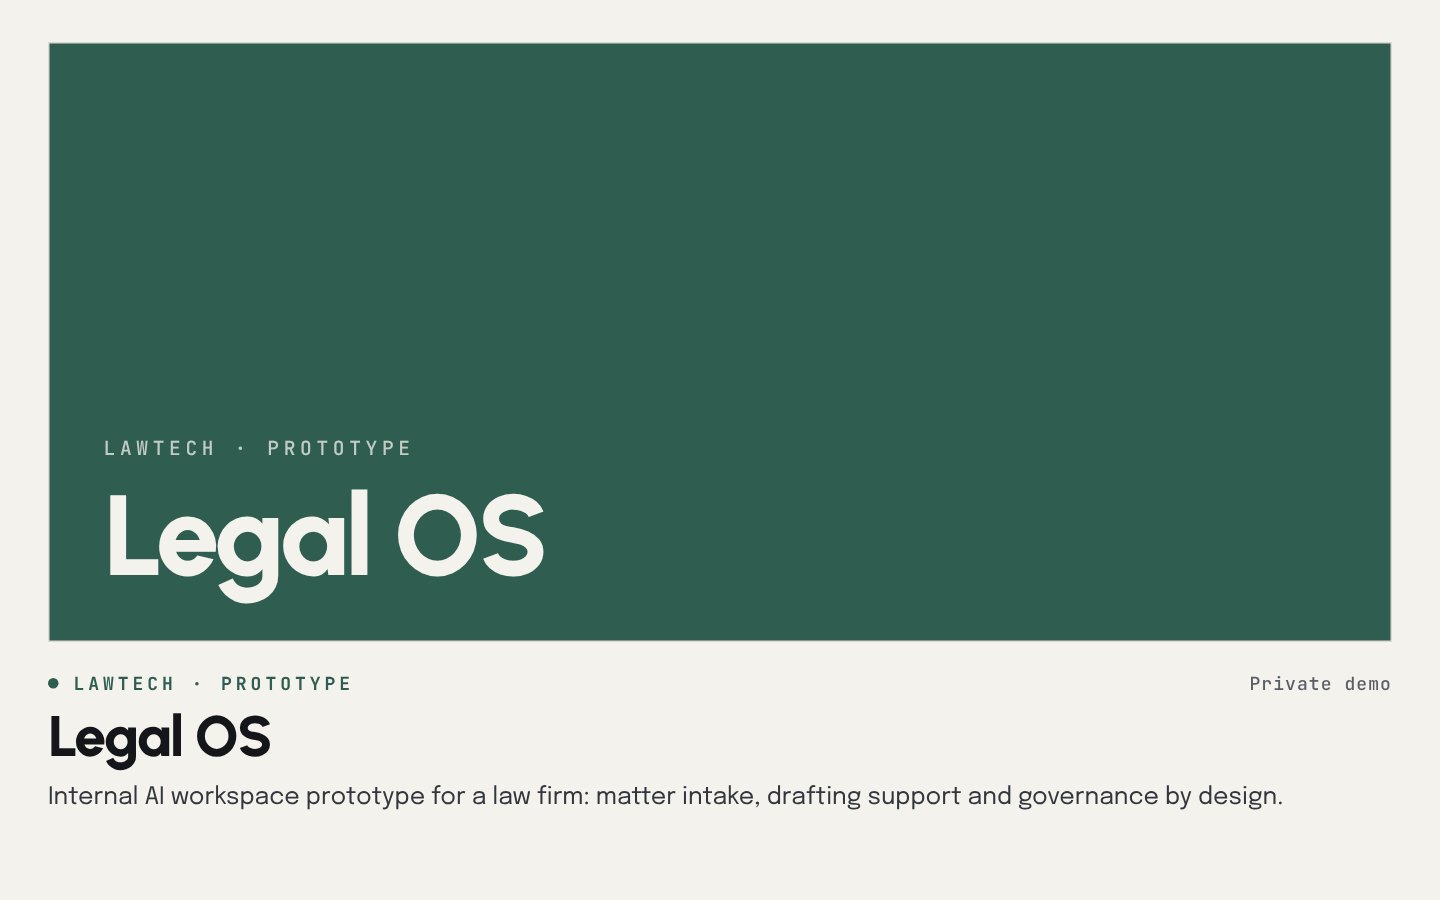 LAWTECH · PROTOTYPE
Legal OS
LAWTECH · PROTOTYPE
Private demo
Legal OS
Internal AI workspace prototype for a law firm: matter intake, drafting support and governance by design.